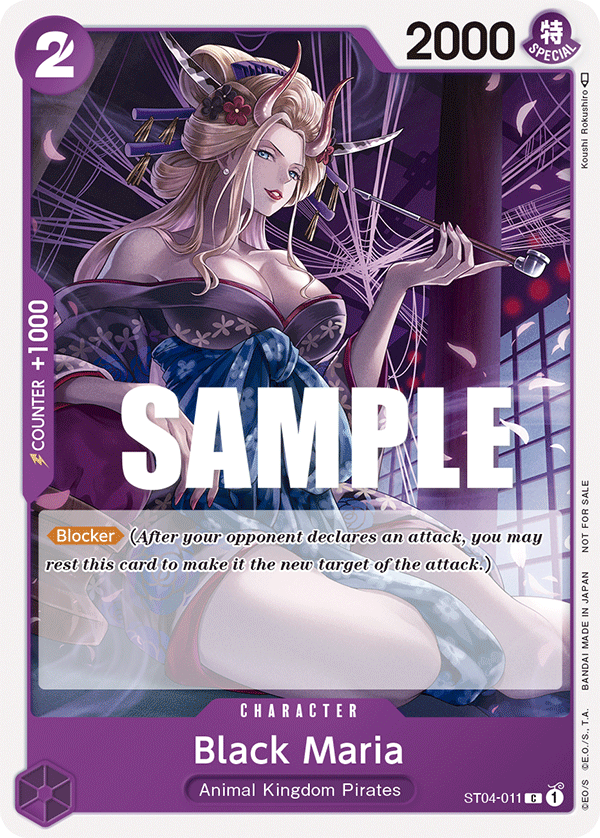 2
2000
特
SPECIAL
Koushi Rokushiro
COUNTER +1000
SAMPLE
Blocker (After your opponent declares an attack, you may
rest this card to make it the new target of the attack.)
NOT FOR SALE
BANDAI MADE IN JAPAN
©E.O./S., T.A.
©EO/S
CHARACTER
Black Maria
Animal Kingdom Pirates
ST04-011 C 1